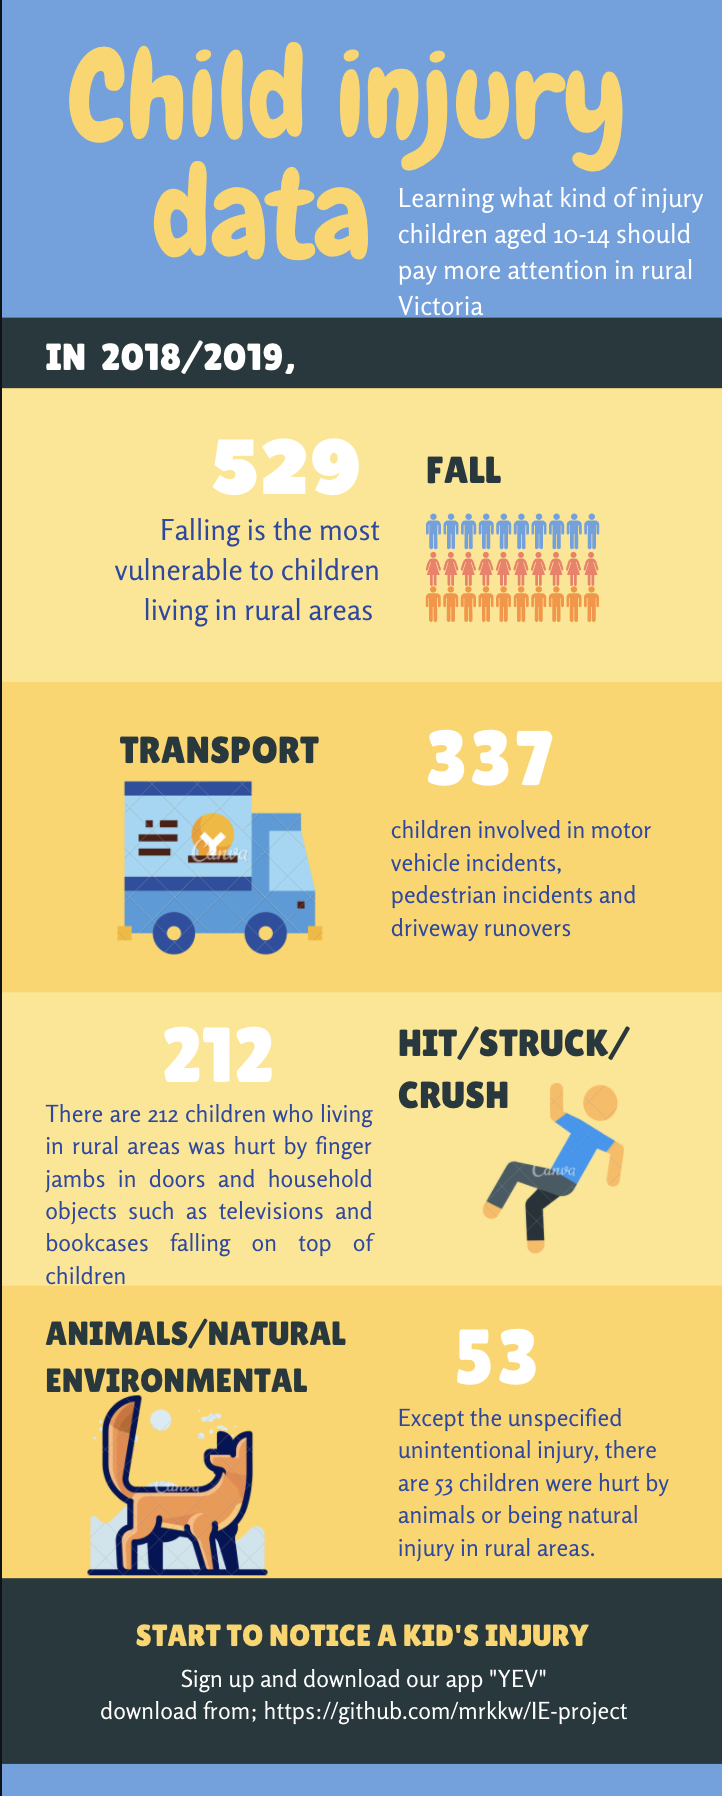 Child injury
data
Learning what kind of injury
children aged 10-14 should
pay more attention in rural
Victoria
IN 2018/2019,
529
FALL
Falling is the most
vulnerable to children
living in rural areas
TRANSPORT
337
children involved in motor
vehicle incidents,
pedestrian incidents and
driveway runovers
Canva
212
HIT/STRUCK/
CRUSH
There are 212 children who living
in rural areas was hurt by finger
jambs in doors and household
objects such as televisions and
bookcases falling on top of
children
Canva
ANIMALS/NATURAL
ENVIRONMENTAL
53
Except the unspecified
unintentional injury, there
are 53 children were hurt by
animals or being natural
injury in rural areas.
Canva
START TO NOTICE A KID'S INJURY
Sign up and download our app "YEV"
download from; https://github.com/mrkkw/IE-project